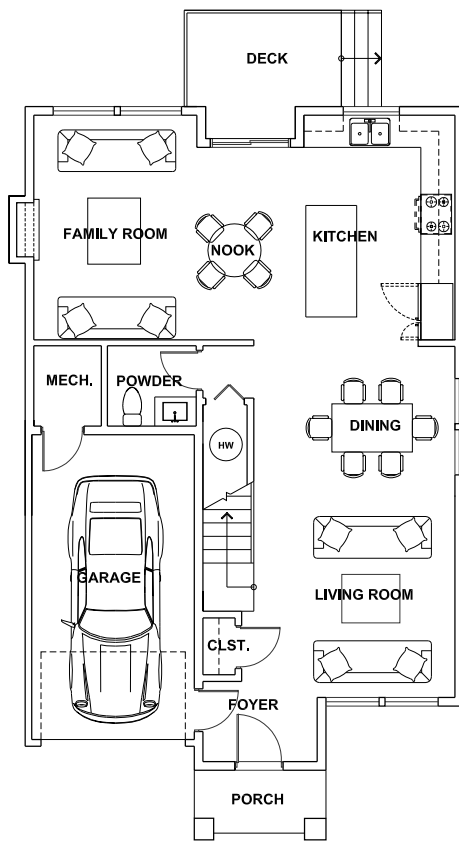 DECK
FAMILY ROOM
NOOK
KITCHEN
MECH.
POWDER
DINING
HW
GARAGE
LIVING ROOM
CLST.
FOYER
PORCH